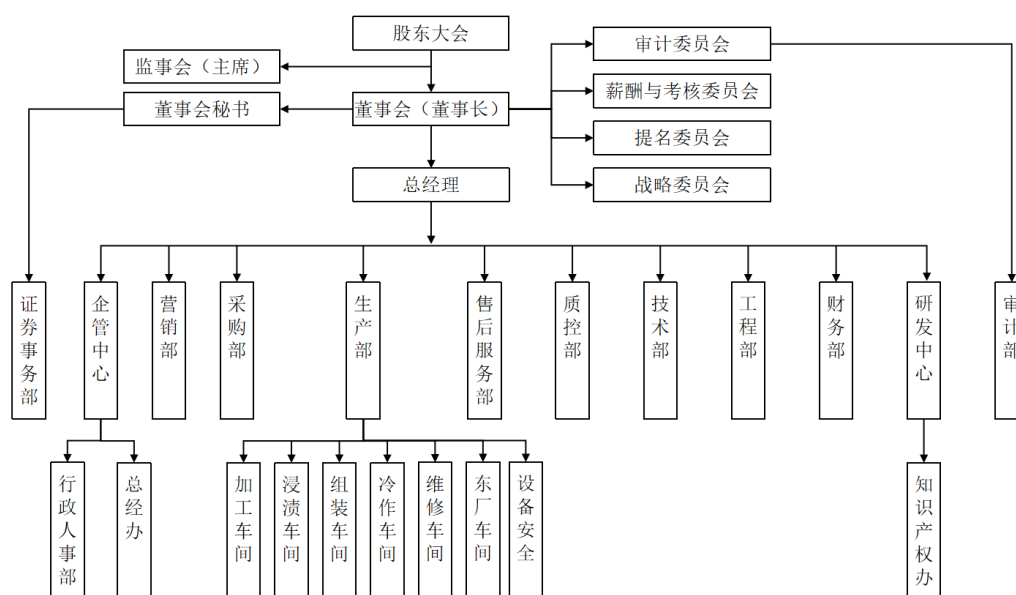 股东大会
审计委员会
监事会（主席）
薪酬与考核委员会
董事会秘书
董事会（董事长）
提名委员会
总经理
战略委员会
证券事务部
企管中心
营销部
采购部
生产部
售后服务部
质控部
技术部
工程部
财务部
研发中心
审计部
行政人事部
总经办
加工车间
浸渍车间
组装车间
冷作车间
维修车间
东厂车间
设备安全
知识产权办